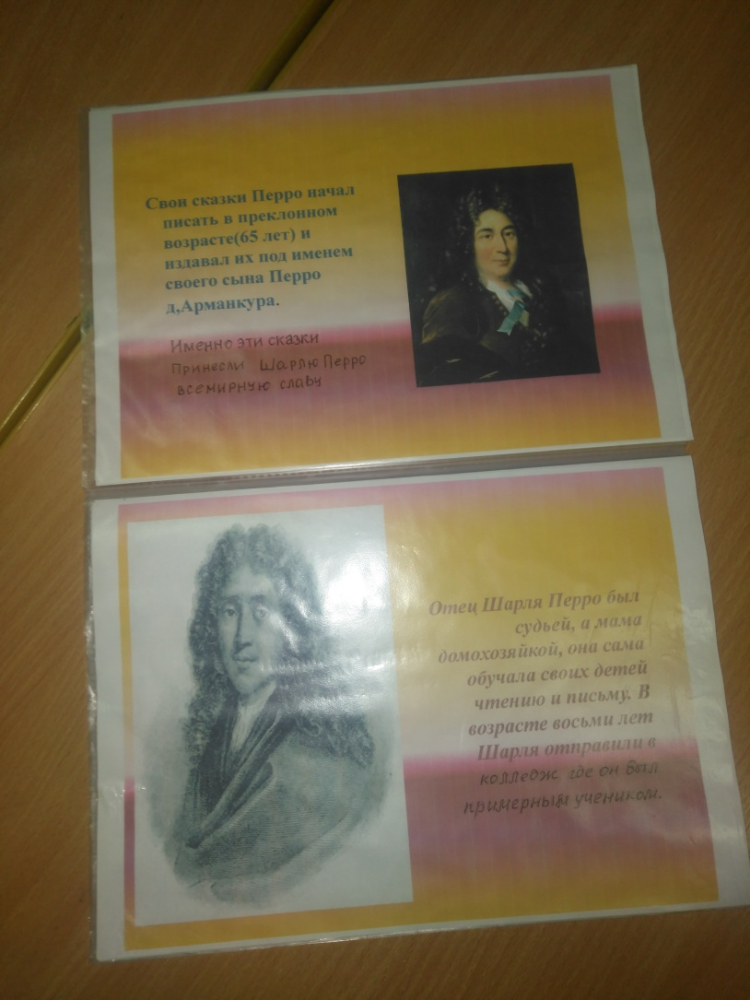 Свои сказки Перро начал
писать в преклонном
возрасте(65 лет) и
издавал их под именем
своего сына Перро
д,Арманкура.
Именно эти сказки
Принесли Шарлю Перро
всемирную славу
Отец Шарля Перро был
судьей, а мама
домохозяйкой, она сама
обучала своих детей
чтению и письму. В
возрасте восьми лет
Шарля отправили в
колледж где он был
примерным учеником.